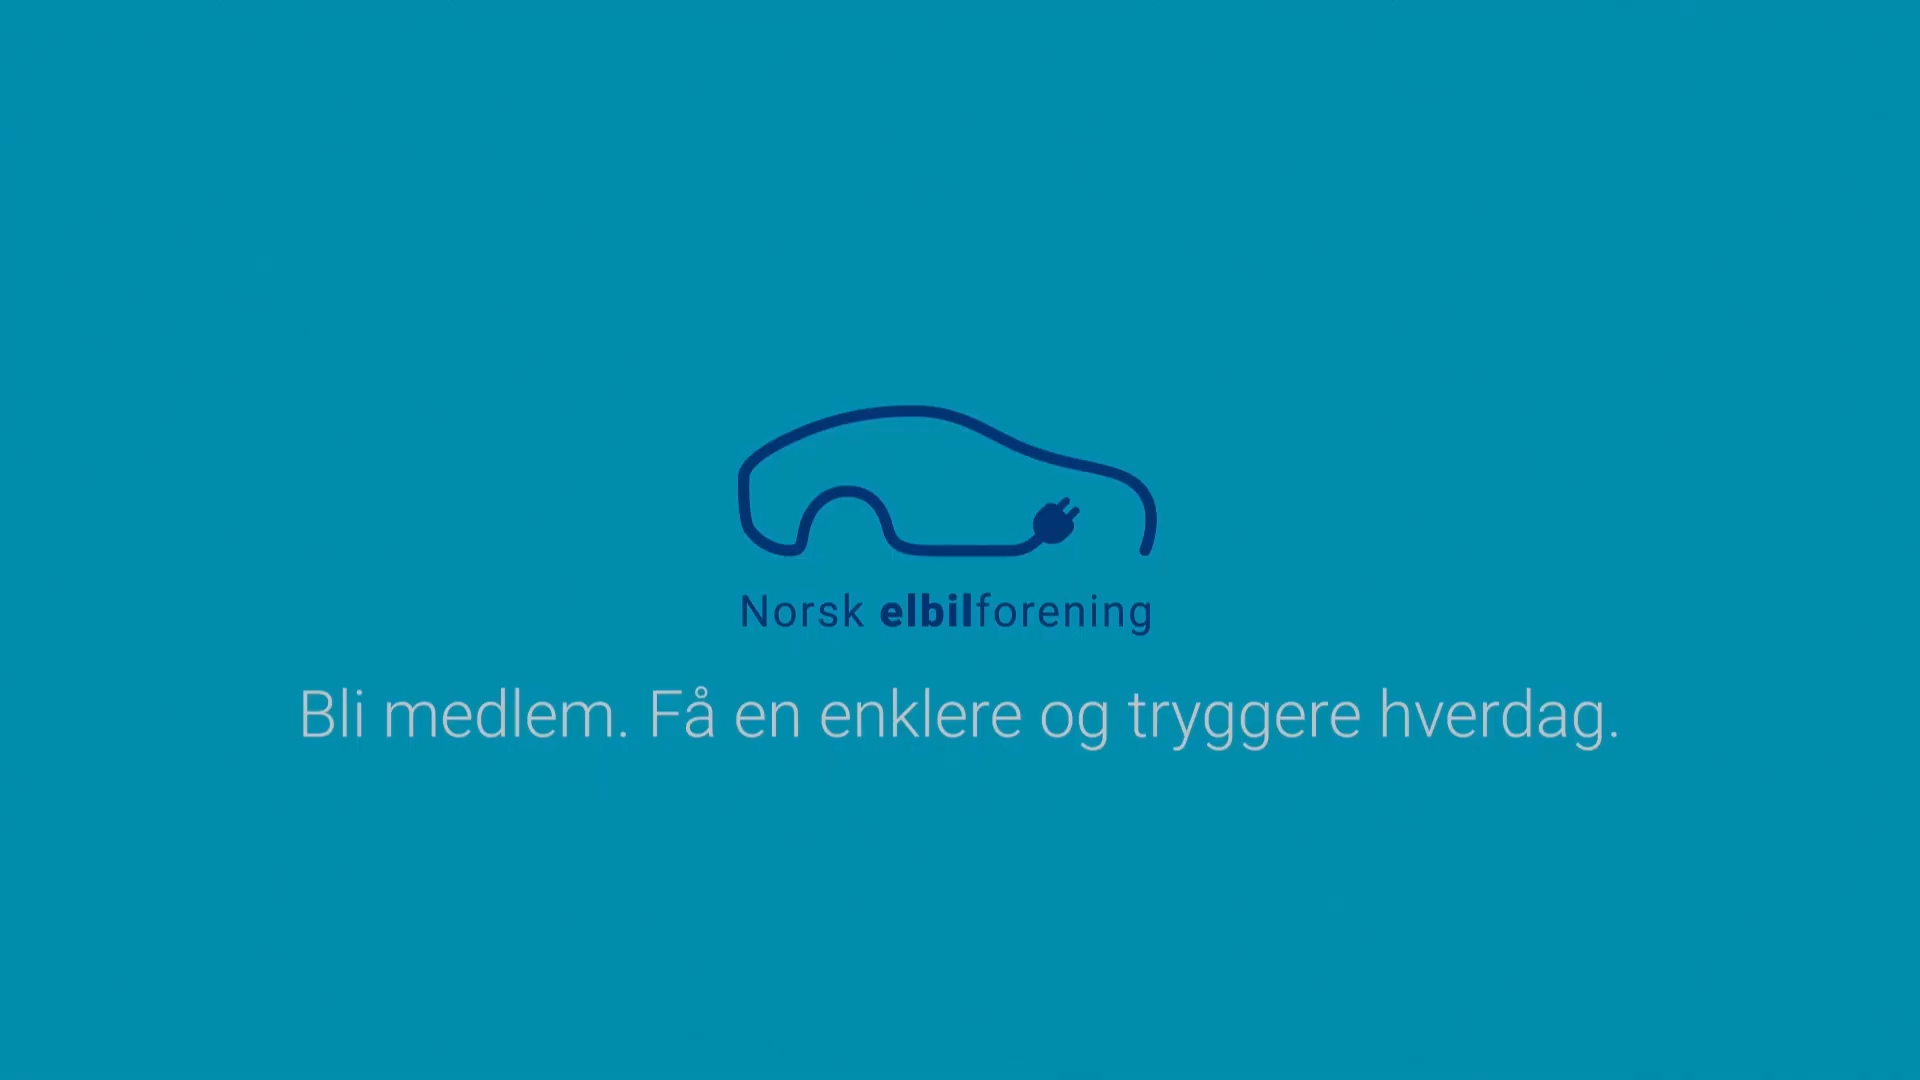 Norsk elbilforening
Bli medlem. Få en enklere og tryggere hverdag.